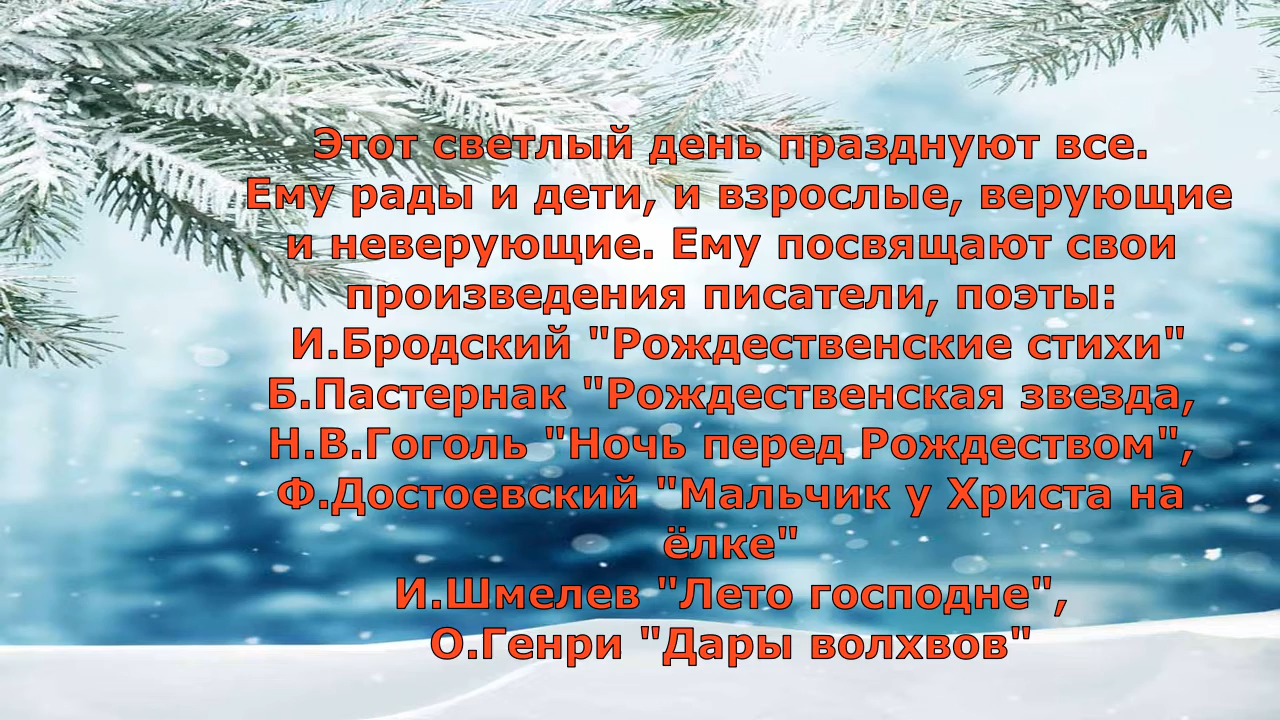 Этот светлый день празднуют все.
Ему рады и дети, и взрослые, верующие
и неверующие. Ему посвящают свои
произведения писатели, поэты:
И.Бродский "Рождественские стихи"
Б.Пастернак "Рождественская звезда,
Н.В.Гоголь "Ночь перед Рождеством",
Ф.Достоевский "Мальчик у Христа на
ёлке"
И.Шмелев "Лето господне",
О.Генри "Дары волхвов"